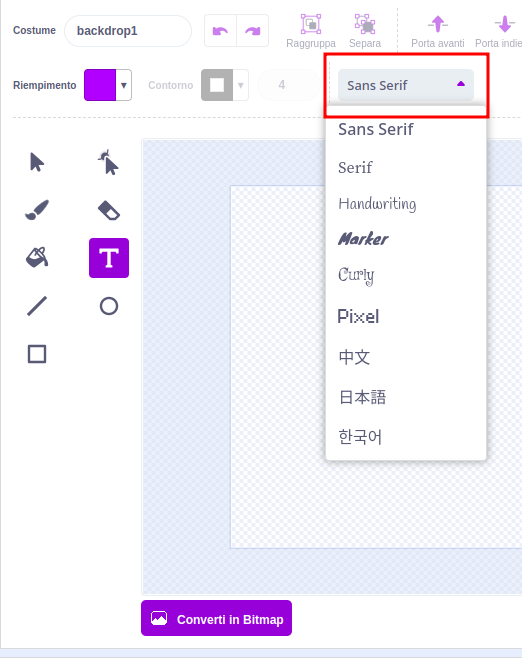 Costume
backdrop1
Raggruppa
Separa
Porta avanti
Porta indie
Riempimento
Contorno
4
Sans Serif
Sans Serif
Serif
Handwriting
Marker
Curly
Pixel
中文
日本語
한국어
T
Converti in Bitmap